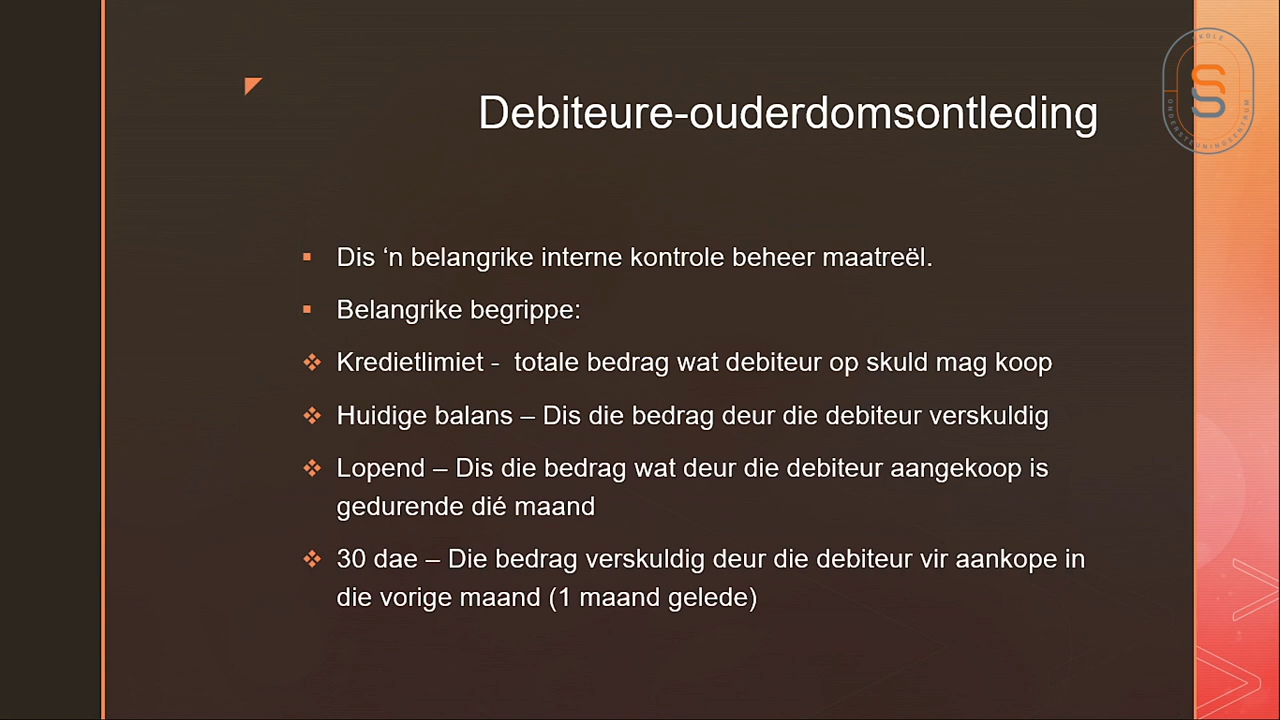 Debiteure-ouderdomsontleding
SKOLE
ONDERSTEUNINGSENTRUM
Dis ‘n belangrike interne kontrole beheer maatreël.
Belangrike begrippe:
Kredietlimiet - totale bedrag wat debiteur op skuld mag koop
Huidige balans – Dis die bedrag deur die debiteur verskuldig
Lopend – Dis die bedrag wat deur die debiteur aangekoop is
gedurende dié maand
30 dae – Die bedrag verskuldig deur die debiteur vir aankope in
die vorige maand (1 maand gelede)